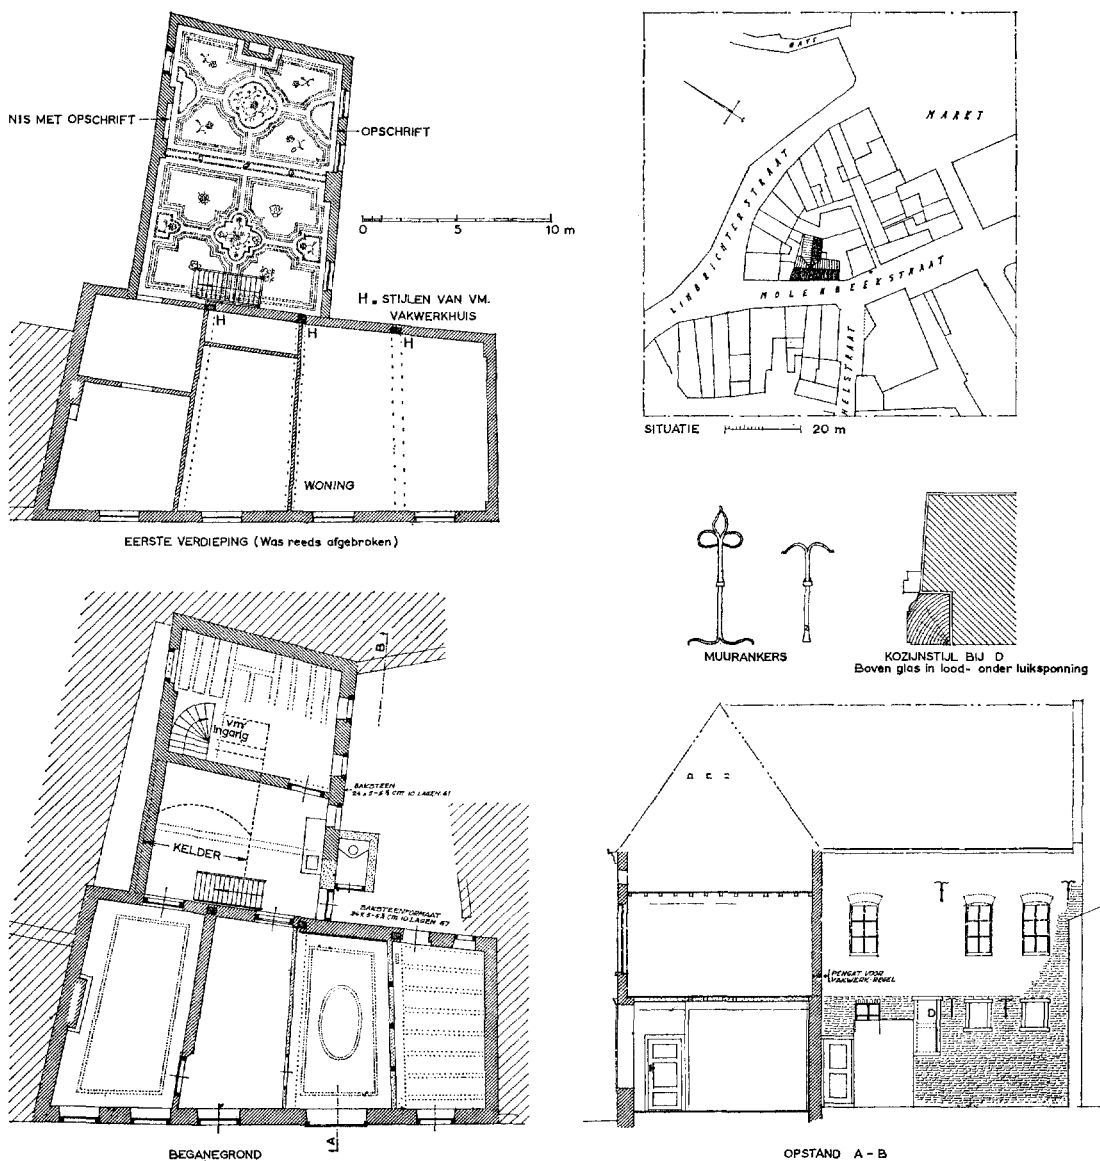 NIS MET OPSCHRIFT
OPSCHRIFT
0 5 10 m
H = STIJLEN VAN VM.
VAKWERKHUIS
H
H
H
WONING
EERSTE VERDIEPING (Was reeds afgebroken)
MARKT
LIMBRICHTERSTRAAT
MOLENBEEKSTRAAT
HELSTRAAT
SITUATIE 20 m
MUURANKERS
KOZIJNSTIJL BIJ D
Boven glas in lood- onder luiksponning
B
vm
ingang
BAKSTEEN
KELDER
BAKSTEENFORMAAT
A
BEGANEGROND
PENGAT VOOR
VAKWERK-REGEL
D
OPSTAND A-B